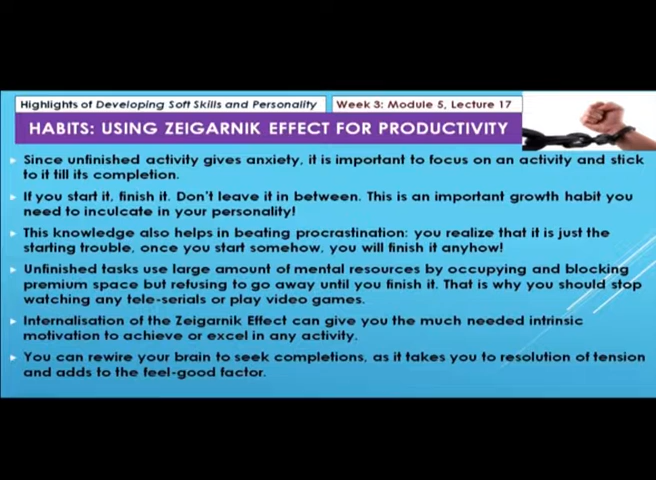 Highlights of Developing Soft Skills and Personality
Week 3: Module 5, Lecture 17
HABITS: USING ZEIGARNIK EFFECT FOR PRODUCTIVITY
Since unfinished activity gives anxiety, it is important to focus on an activity and stick
to it till its completion.
If you start it, finish it. Don't leave it in between. This is an important growth habit you
need to inculcate in your personality!
This knowledge also helps in beating procrastination: you realize that it is just the
starting trouble, once you start somehow, you will finish it anyhow!
Unfinished tasks use large amount of mental resources by occupying and blocking
premium space but refusing to go away until you finish it. That is why you should stop
watching any tele-serials or play video games.
Internalisation of the Zeigarnik Effect can give you the much needed intrinsic
motivation to achieve or excel in any activity.
You can rewire your brain to seek completions, as it takes you to resolution of tension
and adds to the feel-good factor.